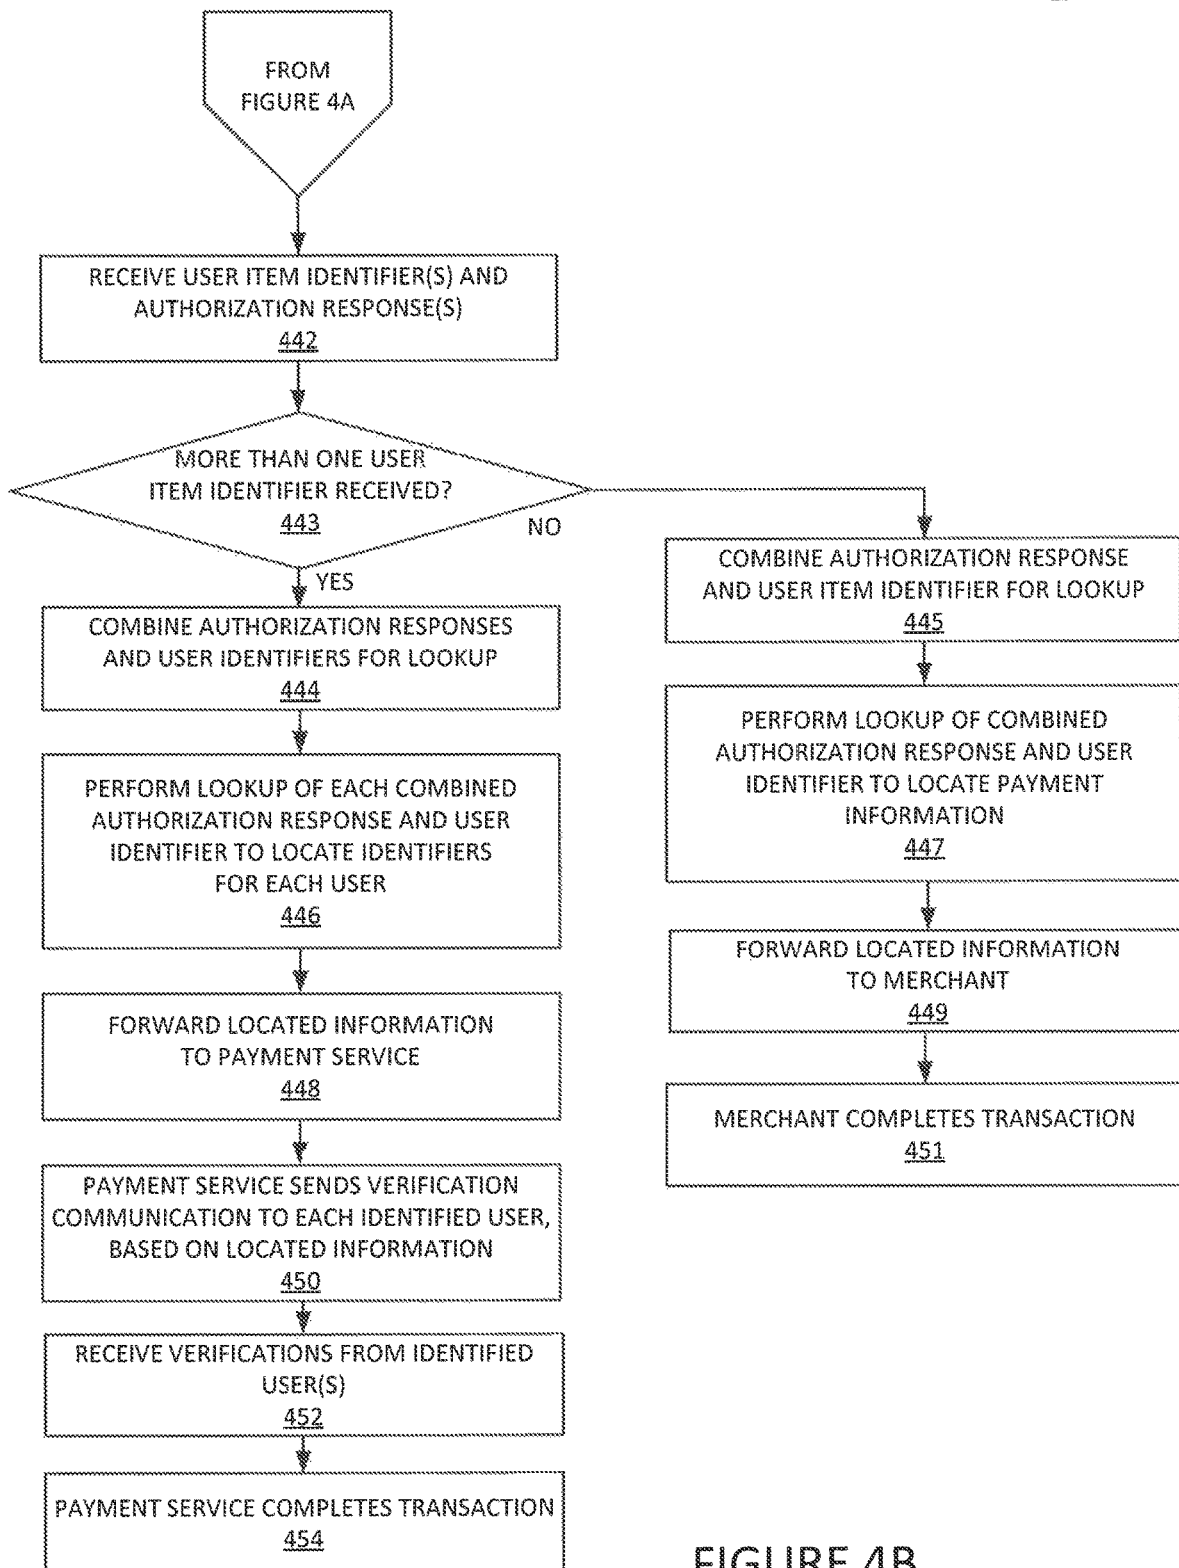 FROM
FIGURE 4A
RECEIVE USER ITEM IDENTIFIER(S) AND
AUTHORIZATION RESPONSE(S)
442
MORE THAN ONE USER
ITEM IDENTIFIER RECEIVED?
443
NO
YES
COMBINE AUTHORIZATION RESPONSES
AND USER IDENTIFIERS FOR LOOKUP
444
PERFORM LOOKUP OF EACH COMBINED
AUTHORIZATION RESPONSE AND USER
IDENTIFIER TO LOCATE IDENTIFIERS
FOR EACH USER
446
FORWARD LOCATED INFORMATION
TO PAYMENT SERVICE
448
PAYMENT SERVICE SENDS VERIFICATION
COMMUNICATION TO EACH IDENTIFIED USER,
BASED ON LOCATED INFORMATION
450
RECEIVE VERIFICATIONS FROM IDENTIFIED
USER(S)
452
PAYMENT SERVICE COMPLETES TRANSACTION
454
COMBINE AUTHORIZATION RESPONSE
AND USER ITEM IDENTIFIER FOR LOOKUP
445
PERFORM LOOKUP OF COMBINED
AUTHORIZATION RESPONSE AND USER
IDENTIFIER TO LOCATE PAYMENT
INFORMATION
447
FORWARD LOCATED INFORMATION
TO MERCHANT
449
MERCHANT COMPLETES TRANSACTION
451
FIGURE 4B